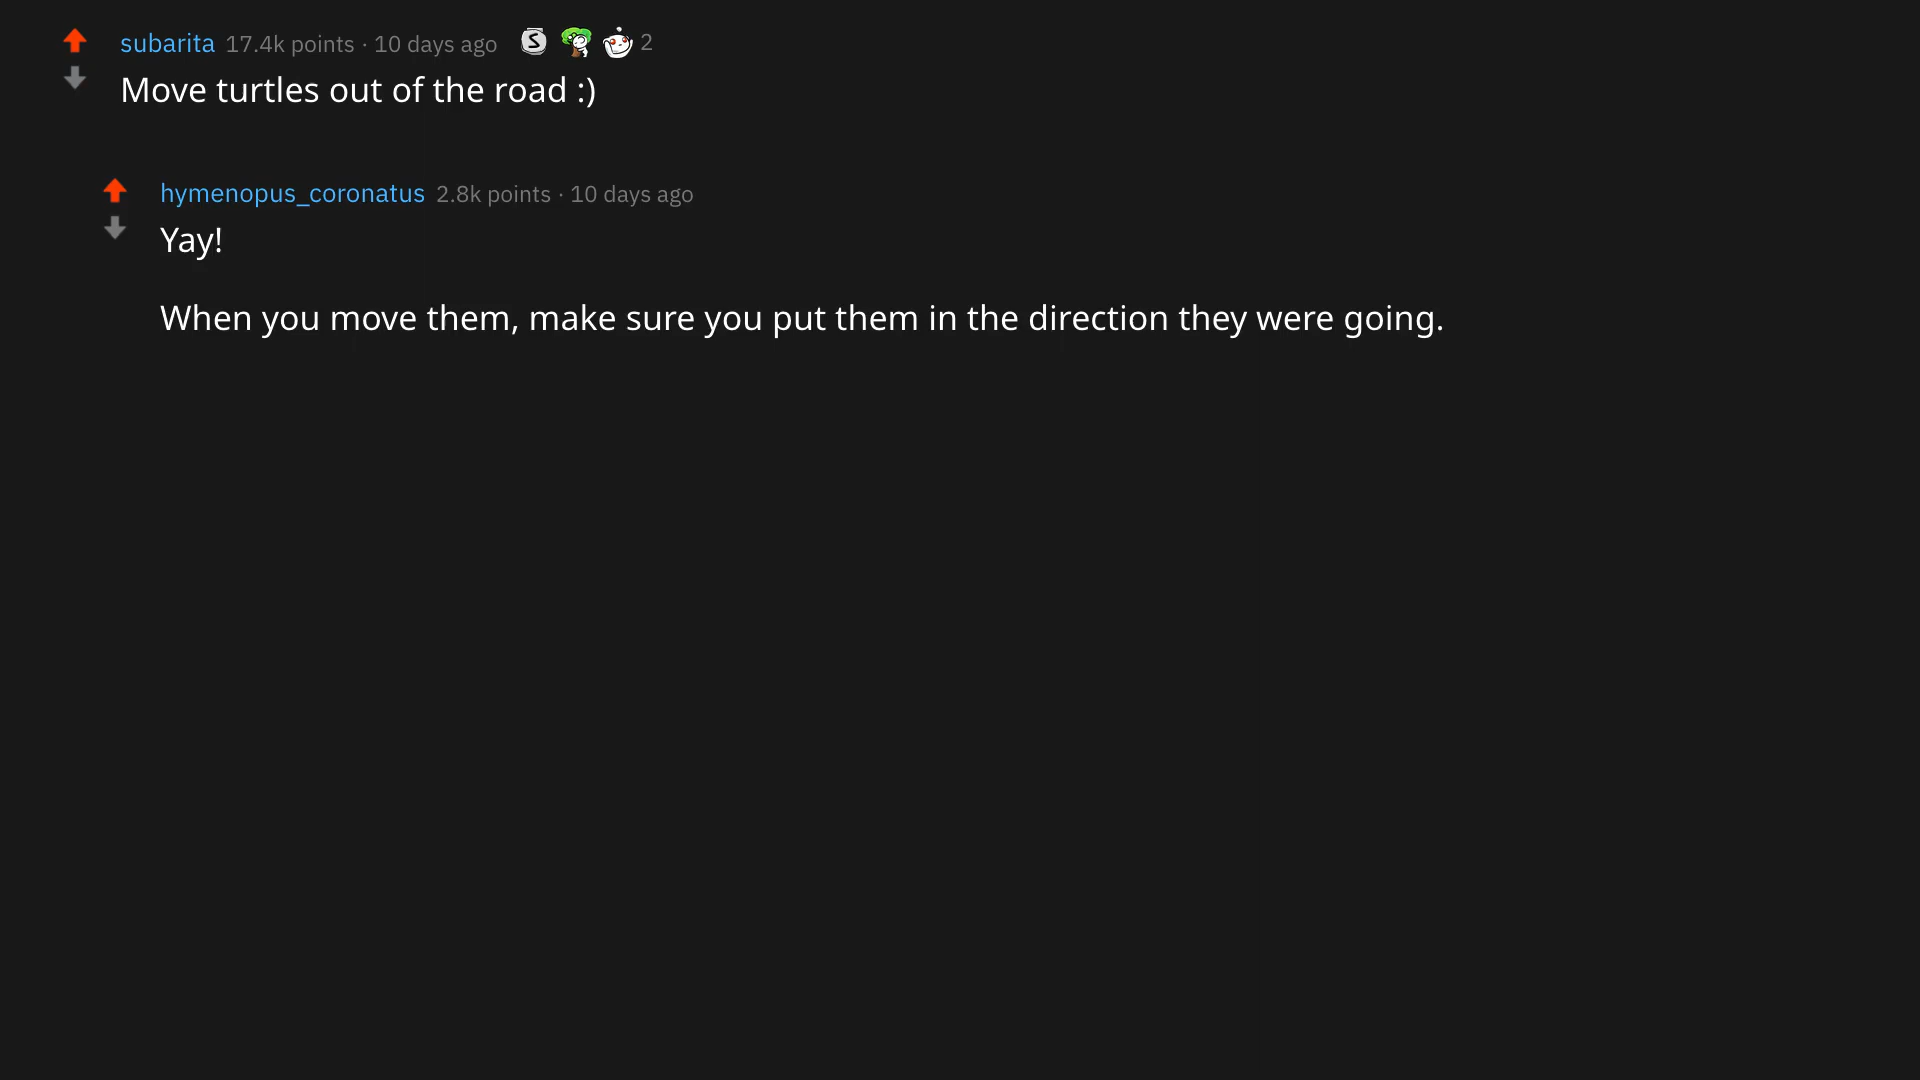 subarita 17.4k points · 10 days ago S 2
Move turtles out of the road :)
hymenopus_coronatus 2.8k points · 10 days ago
Yay!
When you move them, make sure you put them in the direction they were going.